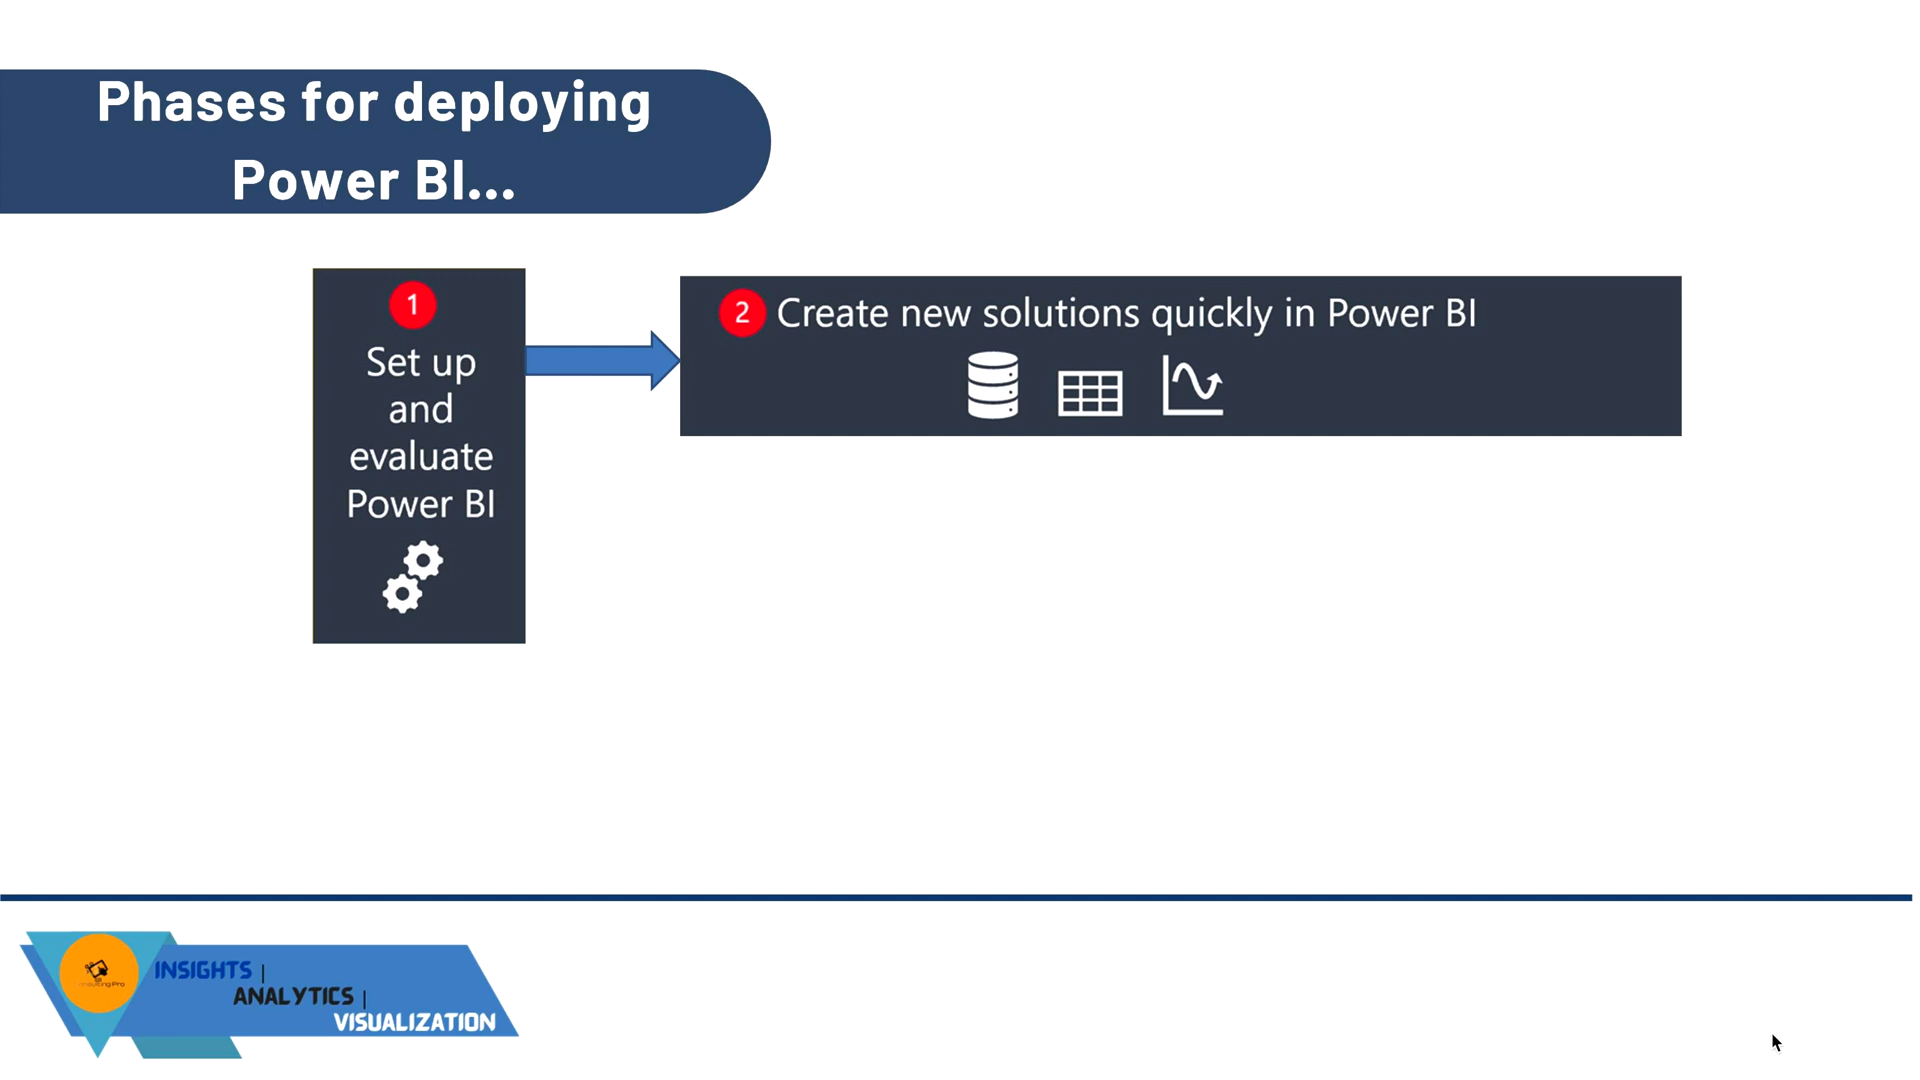 Phases for deploying
Power BI...
1
Set up
and
evaluate
Power BI
2 Create new solutions quickly in Power BI
INSIGHTS |
ANALYTICS |
VISUALIZATION